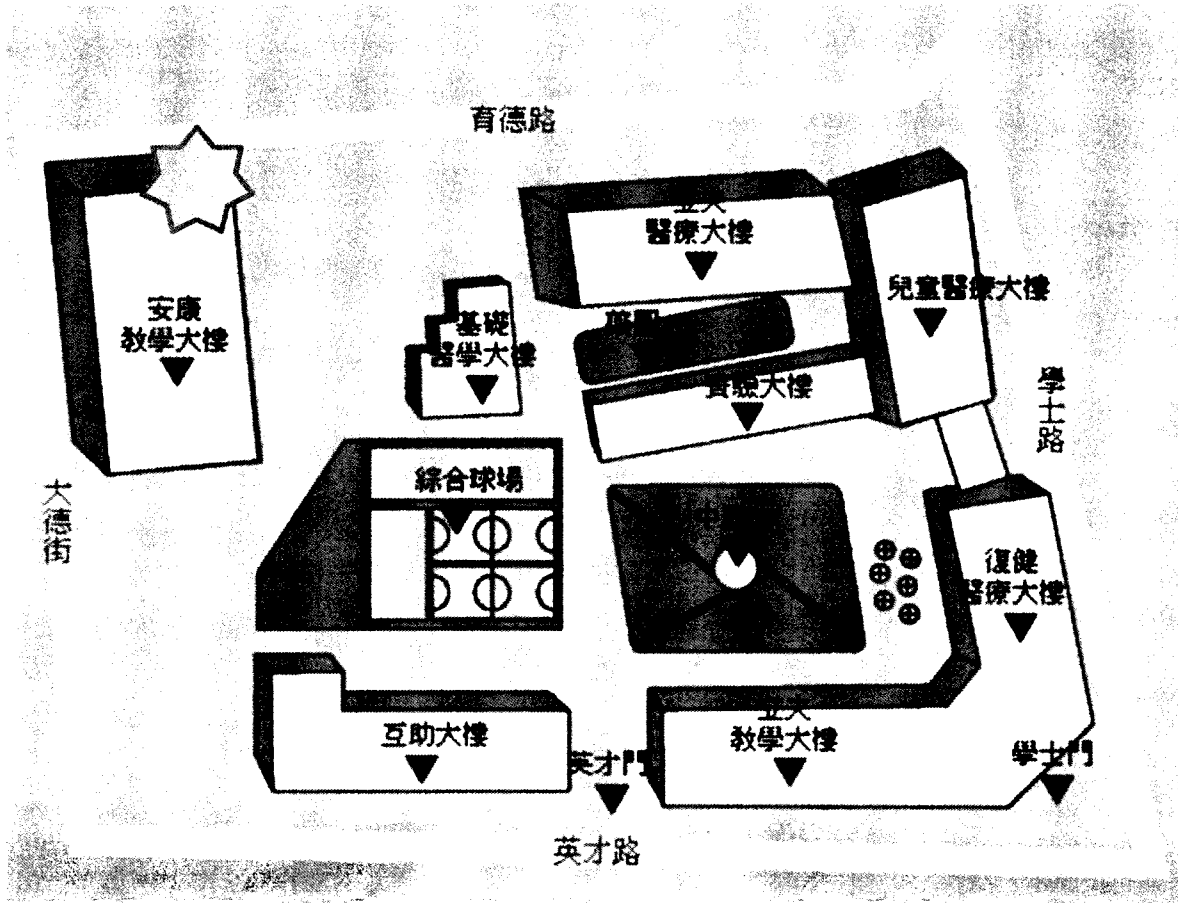 育德路
醫療大樓
兒童醫療大樓
安康
教學大樓
基礎
醫學大樓
實驗大樓
學士路
綜合球場
大德街
復健
醫療大樓
互助大樓
教學大樓
英才門
學士門
英才路